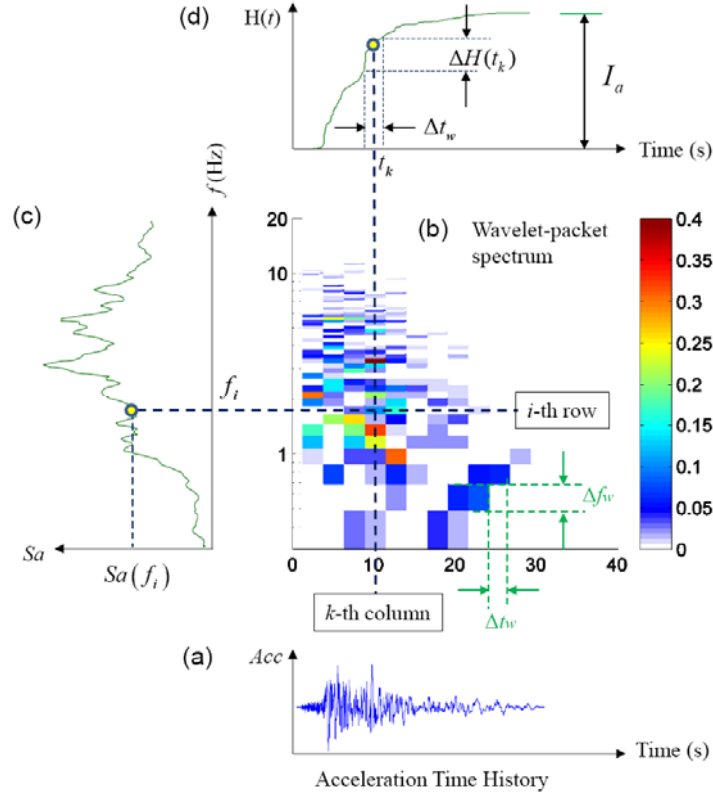 (d)
H(t)
ΔH(t_k)
I_a
Δt_w
t_k
Time (s)
f (Hz)
(c)
20
(b)
Wavelet-packet
spectrum
0.4
10
0.35
0.3
0.25
f_i
i-th row
0.2
1
0.15
Δf_w
0.1
0.05
Sa
0
Sa(f_i)
0
10
20
30
40
k-th column
Δt_w
(a)
Acc
Time (s)
Acceleration Time History